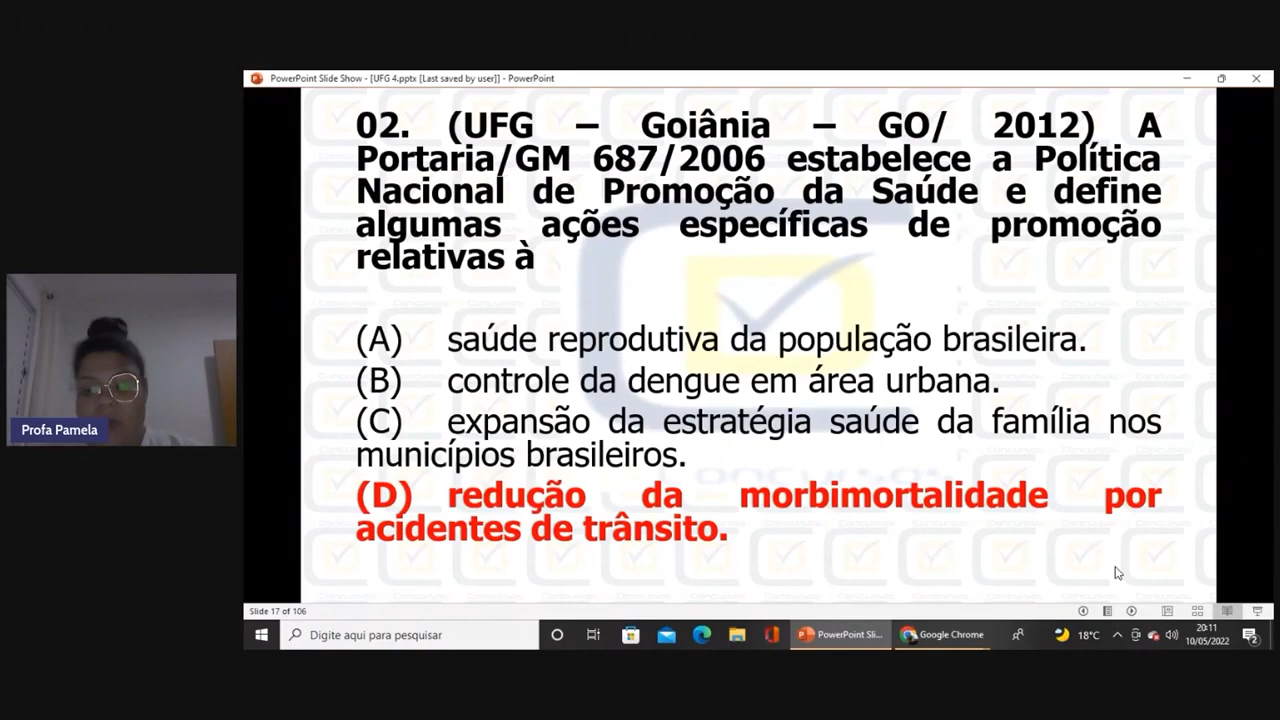 PowerPoint Slide Show - [UFG 4.pptx [Last saved by user]] - PowerPoint
02. (UFG – Goiânia – GO/ 2012) A
Portaria/GM 687/2006 estabelece a Política
Nacional de Promoção da Saúde e define
algumas ações específicas de promoção
relativas à
(A) saúde reprodutiva da população brasileira.
(B) controle da dengue em área urbana.
(C) expansão da estratégia saúde da família nos
municípios brasileiros.
(D) redução da morbimortalidade por
acidentes de trânsito.
Profa Pamela
Slide 17 of 106
Digite aqui para pesquisar
PowerPoint Sli...
Google Chrome
18°C
20:11
10/05/2022
2